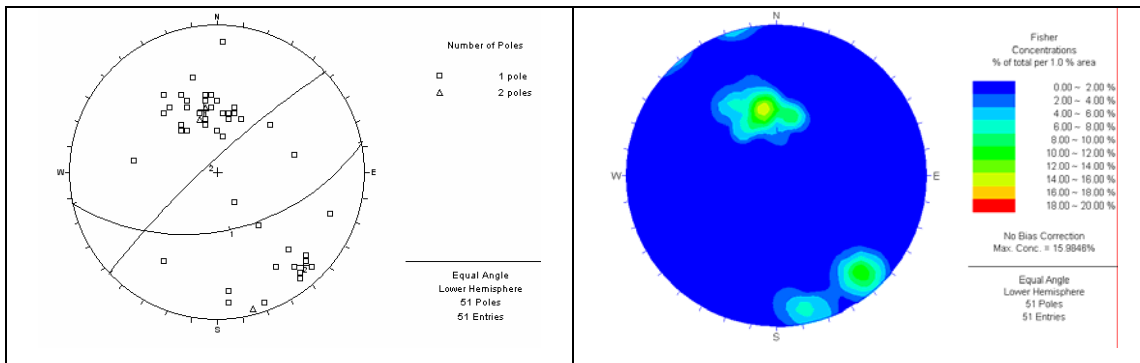 N
Number of Poles
1 pole
2 poles
W
E
2
1
2
S
Equal Angle
Lower Hemisphere
51 Poles
51 Entries
N
Fisher
Concentrations
% of total per 1.0 % area
0.00 ~ 2.00 %
2.00 ~ 4.00 %
4.00 ~ 6.00 %
6.00 ~ 8.00 %
8.00 ~ 10.00 %
10.00 ~ 12.00 %
12.00 ~ 14.00 %
14.00 ~ 16.00 %
16.00 ~ 18.00 %
18.00 ~ 20.00 %
W
E
No Bias Correction
Max. Conc. = 15.9846%
S
Equal Angle
Lower Hemisphere
51 Poles
51 Entries